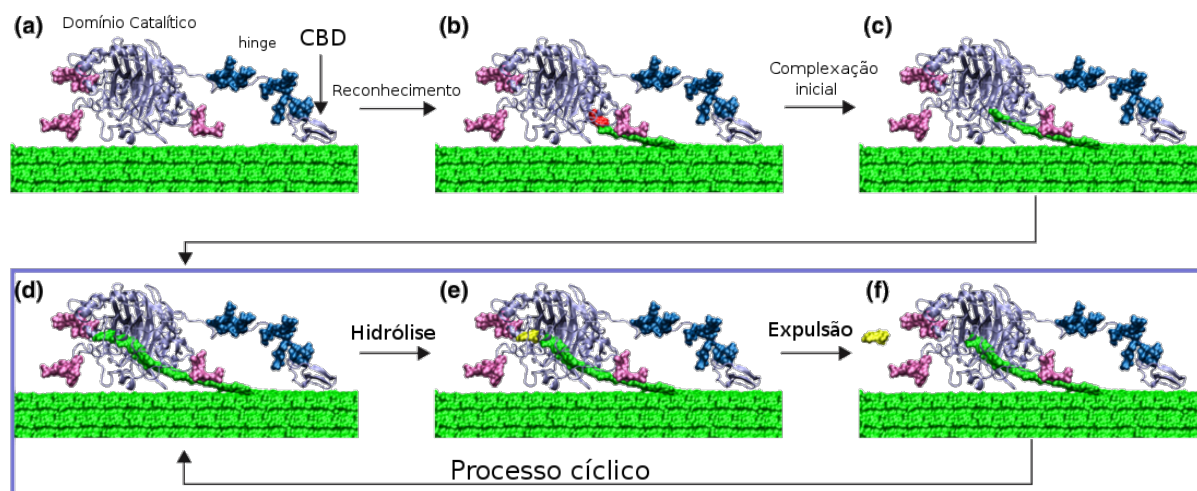 (a)
Domínio Catalítico
hinge
CBD
Reconhecimento
(b)
Complexação
inicial
(c)
(d)
Hidrólise
(e)
Expulsão
(f)
Processo cíclico